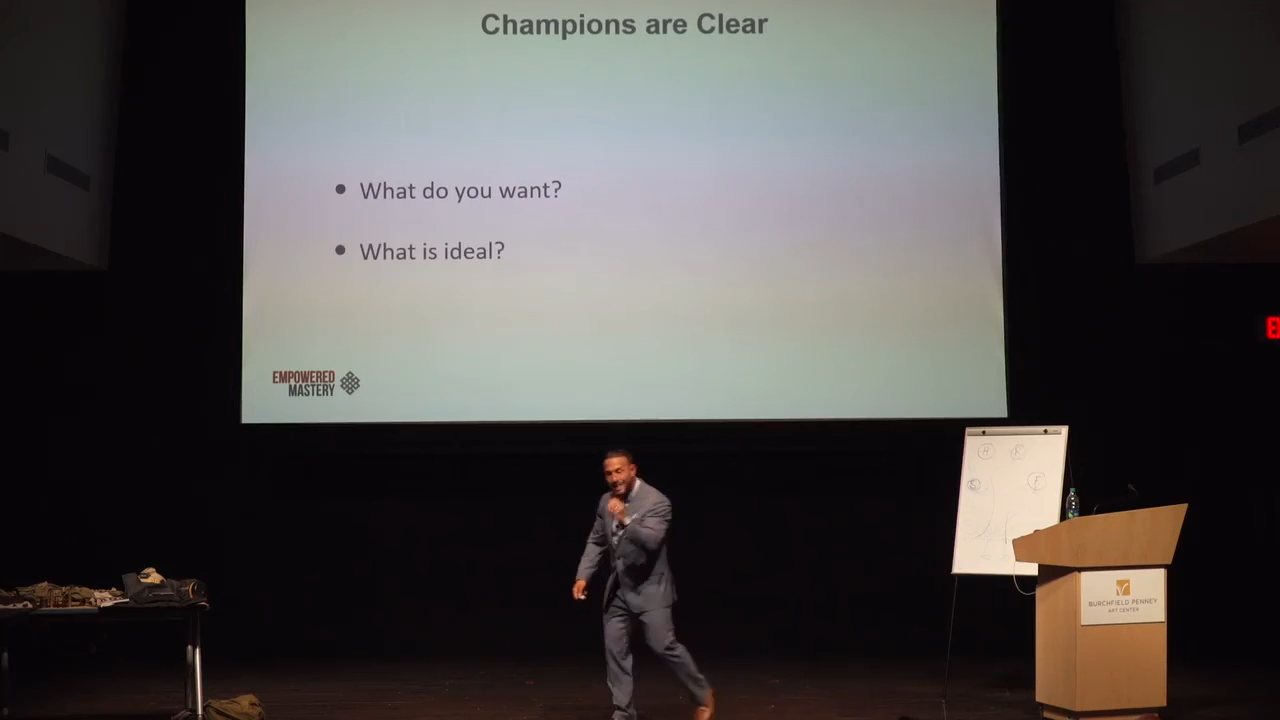 Champions are Clear
• What do you want?
• What is ideal?
EMPOWERED
MASTERY
BURCHFIELD PENNEY
ART CENTER